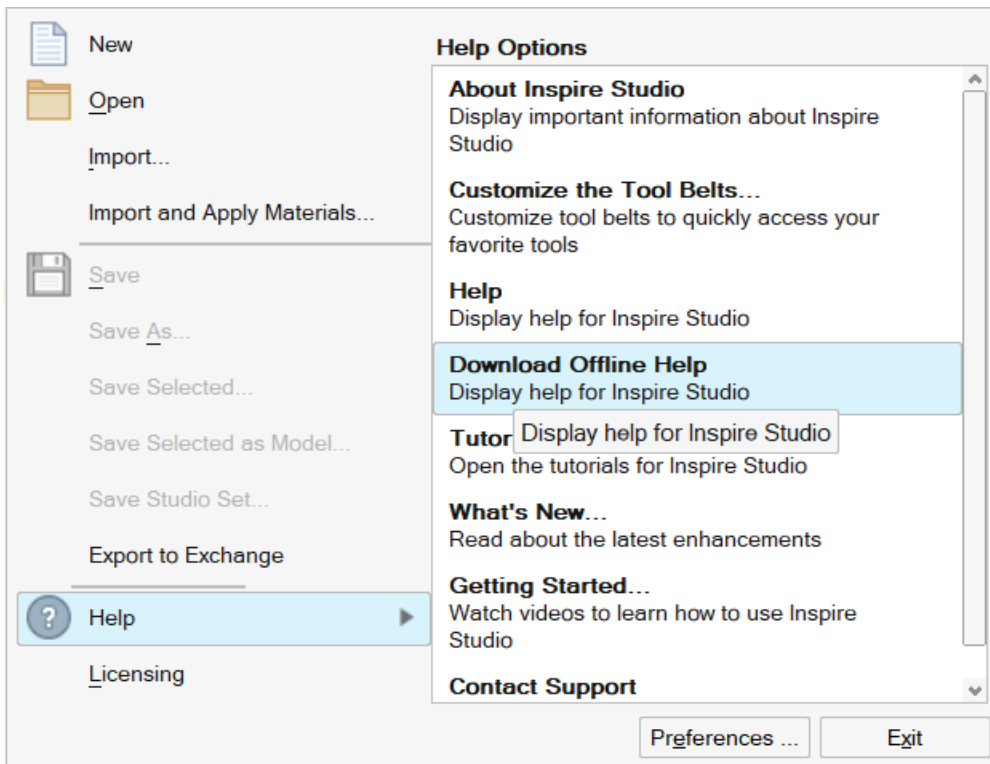 New
Open
Import...
Import and Apply Materials...
Save
Save As...
Save Selected...
Save Selected as Model...
Save Studio Set...
Export to Exchange
Help
Licensing
Help Options
About Inspire Studio
Display important information about Inspire
Studio
Customize the Tool Belts...
Customize tool belts to quickly access your
favorite tools
Help
Display help for Inspire Studio
Download Offline Help
Display help for Inspire Studio
Display help for Inspire Studio
Tutor
Open the tutorials for Inspire Studio
What's New...
Read about the latest enhancements
Getting Started...
Watch videos to learn how to use Inspire
Studio
Contact Support
Preferences ...
Exit